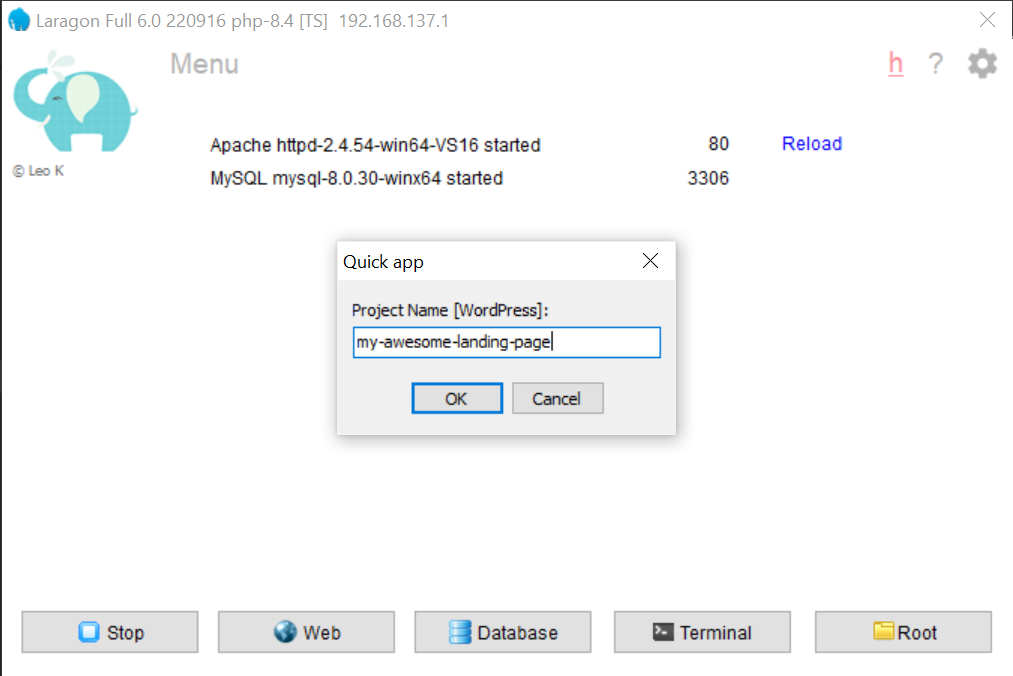 Laragon Full 6.0 220916 php-8.4 [TS] 192.168.137.1
Menu
h ?
© Leo K
Apache httpd-2.4.54-win64-VS16 started 80 Reload
MySQL mysql-8.0.30-winx64 started 3306
Quick app
Project Name [WordPress]:
my-awesome-landing-page
OK Cancel
Stop Web Database Terminal Root